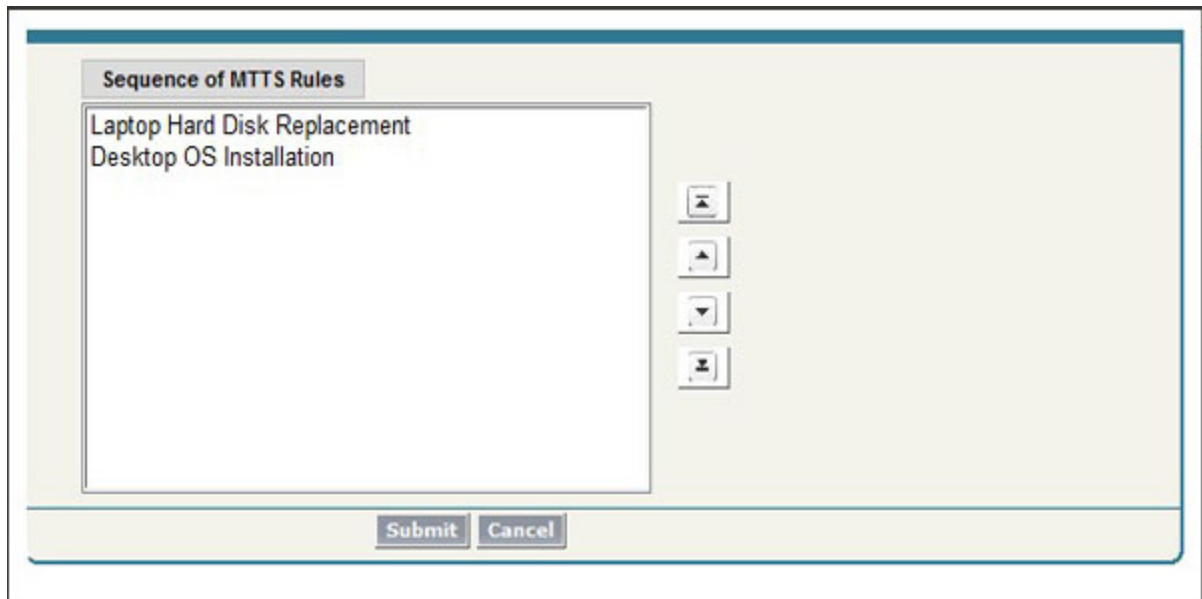 Sequence of MTTS Rules
Laptop Hard Disk Replacement
Desktop OS Installation
Submit Cancel